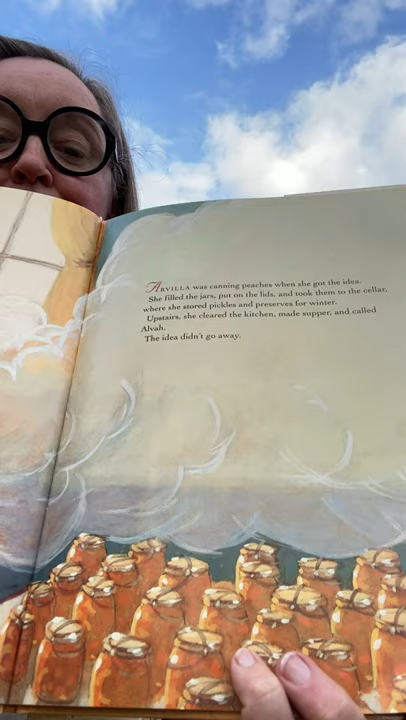 ARVILLA was canning peaches when she got the idea.
She filled the jars, put on the lids, and took them to the cellar,
where she stored pickles and preserves for winter.
Upstairs, she cleared the kitchen, made supper, and called
Alvah.
The idea didn't go away.